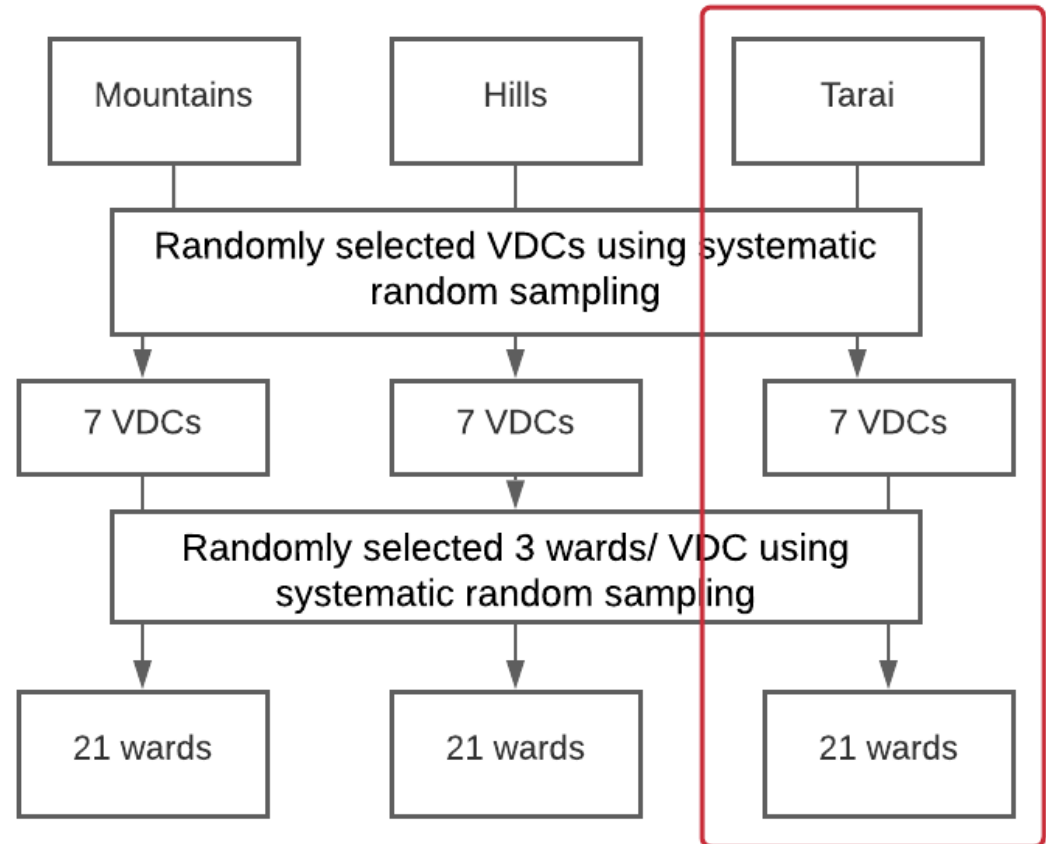 Mountains
Hills
Tarai
Randomly selected VDCs using systematic
random sampling
7 VDCs
7 VDCs
7 VDCs
Randomly selected 3 wards/ VDC using
systematic random sampling
21 wards
21 wards
21 wards